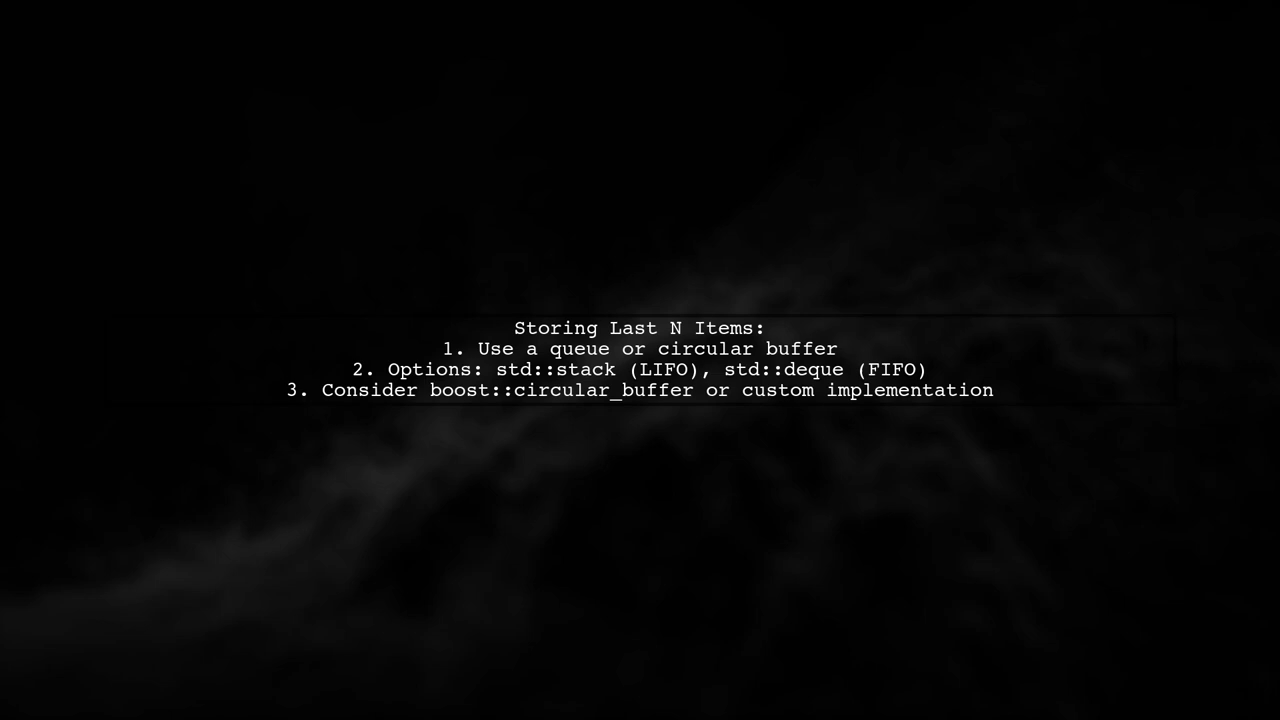 Storing Last N Items:
1. Use a queue or circular buffer
2. Options: std::stack (LIFO), std::deque (FIFO)
3. Consider boost::circular_buffer or custom implementation